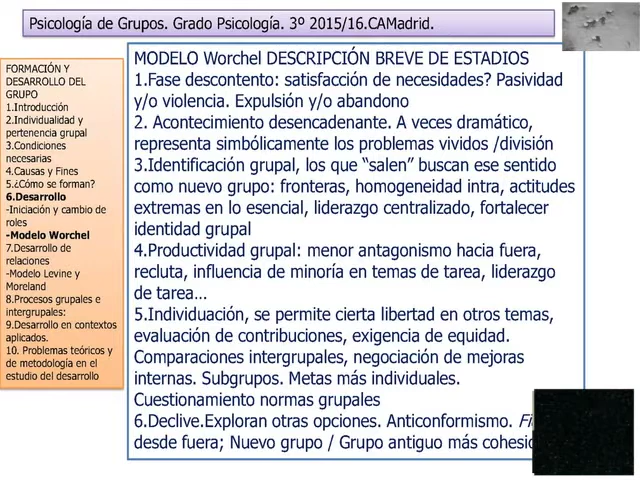 Psicología de Grupos. Grado Psicología. 3º 2015/16.CAMadrid.
FORMACIÓN Y
DESARROLLO DEL
GRUPO
1.Introducción
2.Individualidad y
pertenencia grupal
3.Condiciones
necesarias
4.Causas y Fines
5.¿Cómo se forman?
6.Desarrollo
-Iniciación y cambio de
roles
-Modelo Worchel
7.Desarrollo de
relaciones
-Modelo Levine y
Moreland
8.Procesos grupales e
intergrupales:
9.Desarrollo en contextos
aplicados.
10. Problemas teóricos y
de metodología en el
estudio del desarrollo
MODELO Worchel DESCRIPCIÓN BREVE DE ESTADIOS
1.Fase descontento: satisfacción de necesidades? Pasividad
y/o violencia. Expulsión y/o abandono
2. Acontecimiento desencadenante. A veces dramático,
representa simbólicamente los problemas vividos /división
3.Identificación grupal, los que “salen” buscan ese sentido
como nuevo grupo: fronteras, homogeneidad intra, actitudes
extremas en lo esencial, liderazgo centralizado, fortalecer
identidad grupal
4.Productividad grupal: menor antagonismo hacia fuera,
recluta, influencia de minoría en temas de tarea, liderazgo
de tarea…
5.Individuación, se permite cierta libertad en otros temas,
evaluación de contribuciones, exigencia de equidad.
Comparaciones intergrupales, negociación de mejoras
internas. Subgrupos. Metas más individuales.
Cuestionamiento normas grupales
6.Declive.Exploran otras opciones. Anticonformismo.
desde fuera; Nuevo grupo / Grupo antiguo más